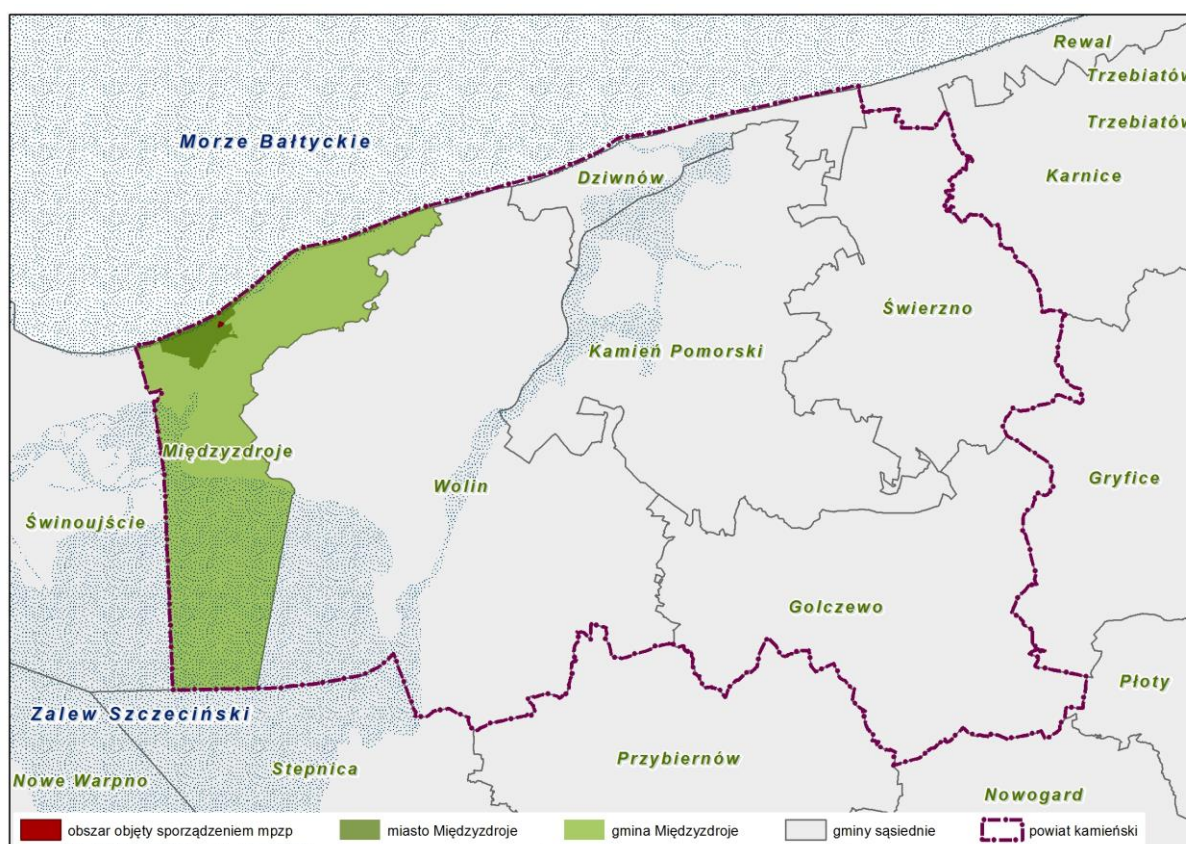 Rewal
Trzebiatów
Trzebiatów
Morze Bałtyckie
Dziwnów
Karnice
Świerzno
Kamień Pomorski
Międzyzdroje
Wolin
Gryfice
Świnoujście
Golczewo
Płoty
Zalew Szczeciński
Przybiernów
Stepnica
Nowe Warpno
Nowogard
obszar objęty sporządzeniem mpzp
miasto Międzyzdroje
gmina Międzyzdroje
gminy sąsiednie
powiat kamieński